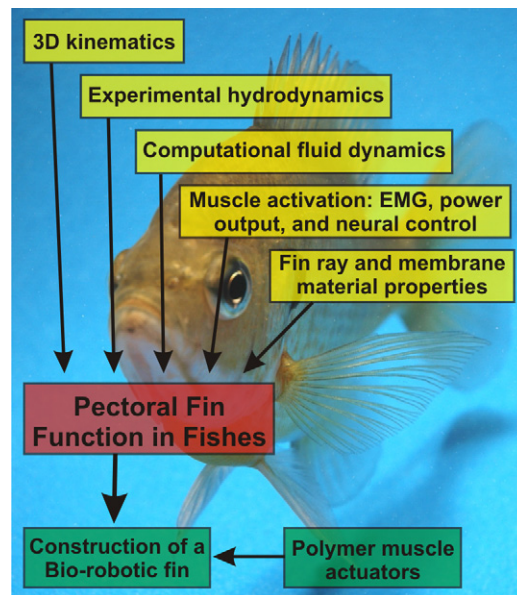 3D kinematics
Experimental hydrodynamics
Computational fluid dynamics
Muscle activation: EMG, power
output, and neural control
Fin ray and membrane
material properties
Pectoral Fin
Function in Fishes
Construction of a
Bio-robotic fin
Polymer muscle
actuators